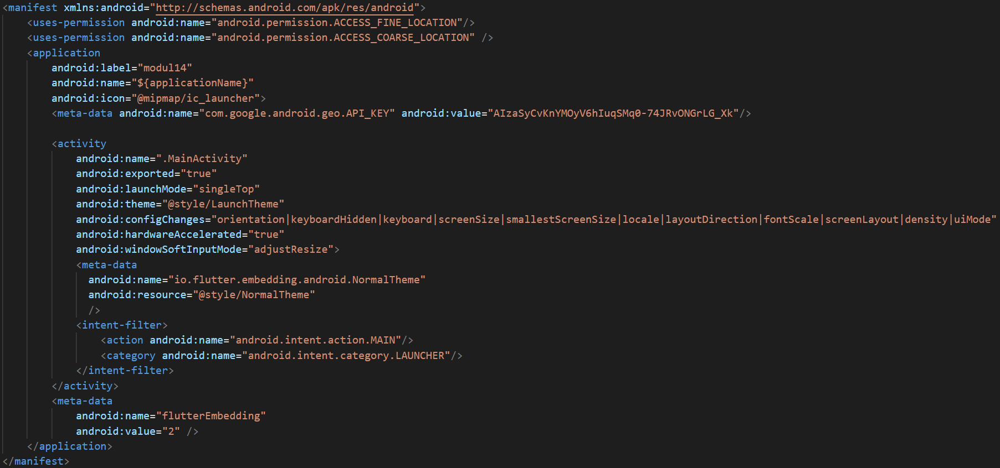 <manifest xmlns:android="http://schemas.android.com/apk/res/android">
    <uses-permission android:name="android.permission.ACCESS_FINE_LOCATION"/>
    <uses-permission android:name="android.permission.ACCESS_COARSE_LOCATION" />
    <application
        android:label="modul14"
        android:name="${applicationName}"
        android:icon="@mipmap/ic_launcher">
        <meta-data android:name="com.google.android.geo.API_KEY" android:value="AIzaSyCvKnYMOyV6hIuqSMq0-74JRvONGrLG_Xk"/>

        <activity
            android:name=".MainActivity"
            android:exported="true"
            android:launchMode="singleTop"
            android:theme="@style/LaunchTheme"
            android:configChanges="orientation|keyboardHidden|keyboard|screenSize|smallestScreenSize|locale|layoutDirection|fontScale|screenLayout|density|uiMode"
            android:hardwareAccelerated="true"
            android:windowSoftInputMode="adjustResize">
            <meta-data
              android:name="io.flutter.embedding.android.NormalTheme"
              android:resource="@style/NormalTheme"
              />
            <intent-filter>
                <action android:name="android.intent.action.MAIN"/>
                <category android:name="android.intent.category.LAUNCHER"/>
            </intent-filter>
        </activity>
        <meta-data
            android:name="flutterEmbedding"
            android:value="2" />
    </application>
</manifest>